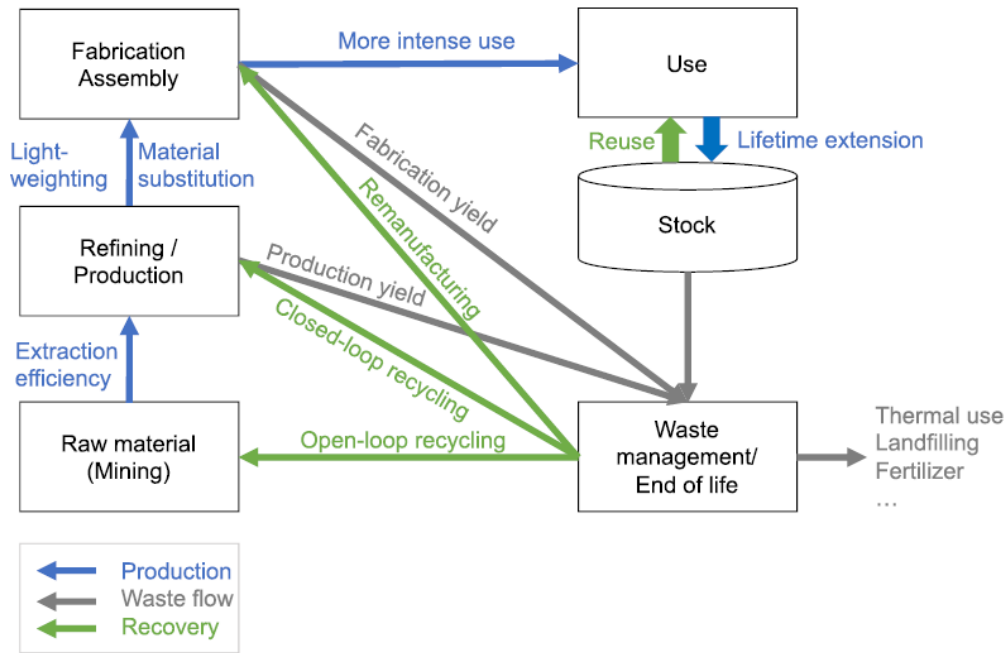 Fabrication
Assembly
More intense use
Use
Reuse
Lifetime extension
Light-
weighting
Material
substitution
Fabrication yield
Remanufacturing
Stock
Refining /
Production
Production yield
Closed-loop recycling
Extraction
efficiency
Raw material
(Mining)
Open-loop recycling
Waste
management/
End of life
Thermal use
Landfilling
Fertilizer
...
Production
Waste flow
Recovery